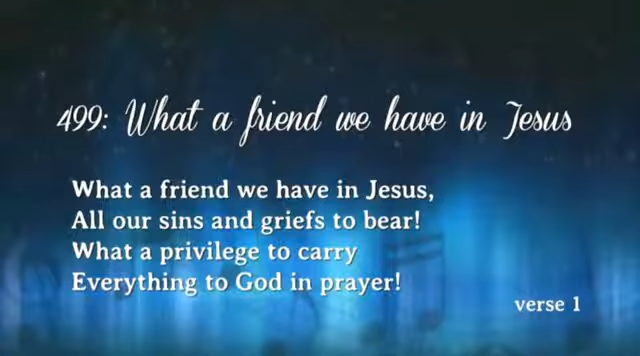 499: What a friend we have in Jesus
What a friend we have in Jesus,
All our sins and griefs to bear!
What a privilege to carry
Everything to God in prayer!
verse 1